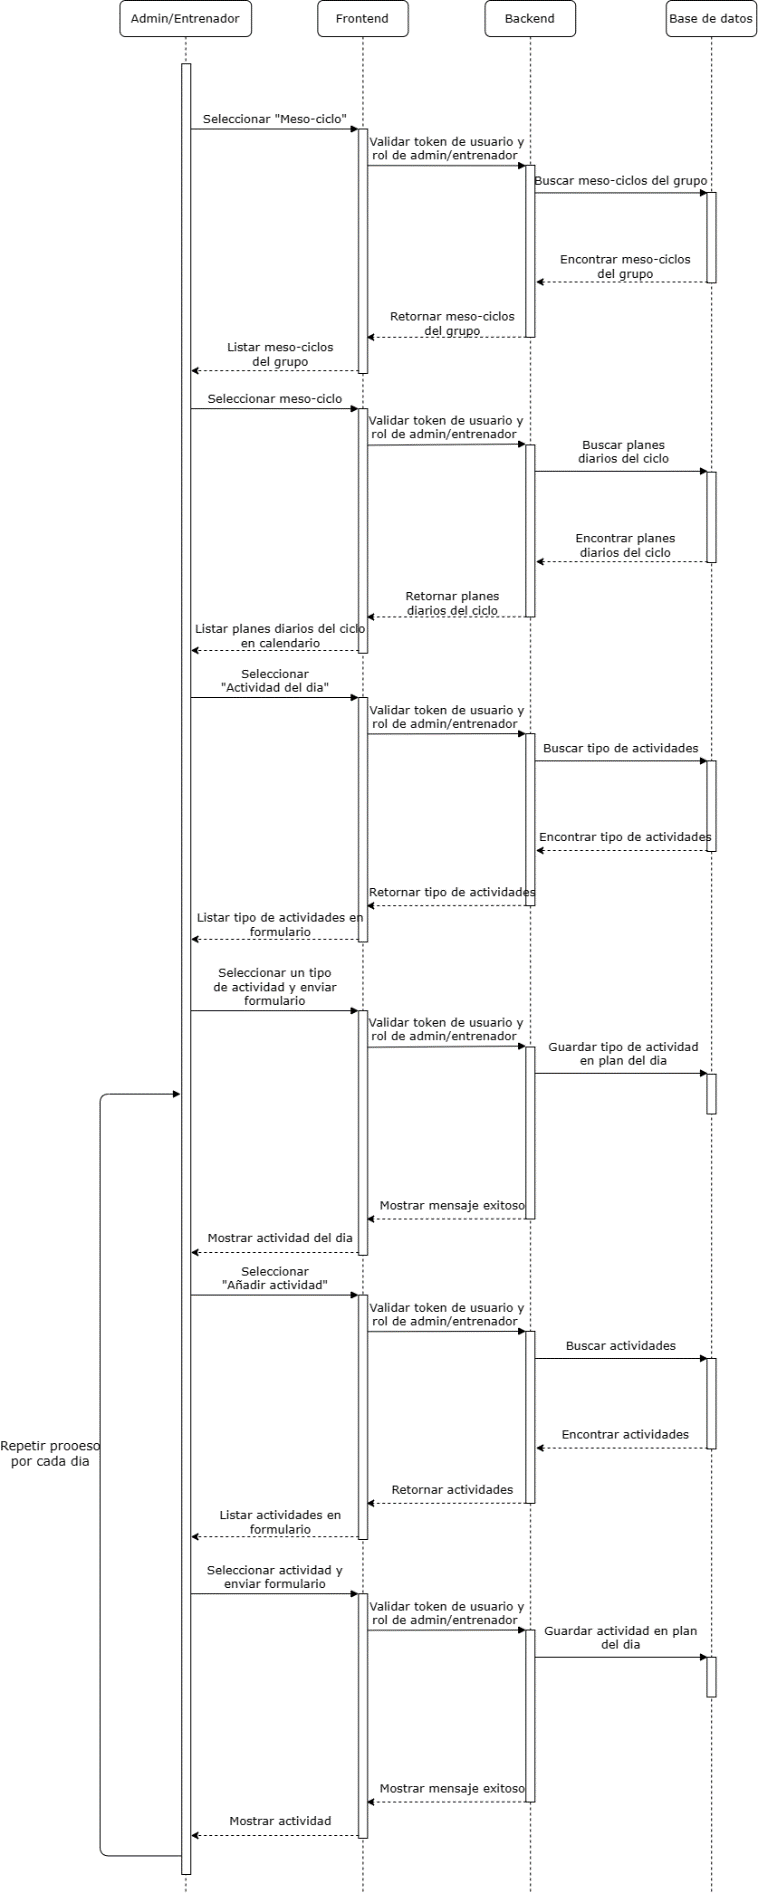 Admin/Entrenador
Frontend
Backend
Base de datos
Seleccionar "Meso-ciclo"
Validar token de usuario y
rol de admin/entrenador
Buscar meso-ciclos del grupo
Encontrar meso-ciclos
del grupo
Retornar meso-ciclos
del grupo
Listar meso-ciclos
del grupo
Seleccionar meso-ciclo
Validar token de usuario y
rol de admin/entrenador
Buscar planes
diarios del ciclo
Encontrar planes
diarios del ciclo
Retornar planes
diarios del ciclo
Listar planes diarios del ciclo
en calendario
Seleccionar
"Actividad del dia"
Validar token de usuario y
rol de admin/entrenador
Buscar tipo de actividades
Encontrar tipo de actividades
Retornar tipo de actividades
Listar tipo de actividades en
formulario
Seleccionar un tipo
de actividad y enviar
formulario
Validar token de usuario y
rol de admin/entrenador
Guardar tipo de actividad
en plan del dia
Mostrar mensaje exitoso
Mostrar actividad del dia
Seleccionar
"Añadir actividad"
Validar token de usuario y
rol de admin/entrenador
Buscar actividades
Encontrar actividades
Repetir prooeso
por cada dia
Retornar actividades
Listar actividades en
formulario
Seleccionar actividad y
enviar formulario
Validar token de usuario y
rol de admin/entrenador
Guardar actividad en plan
del dia
Mostrar mensaje exitoso
Mostrar actividad